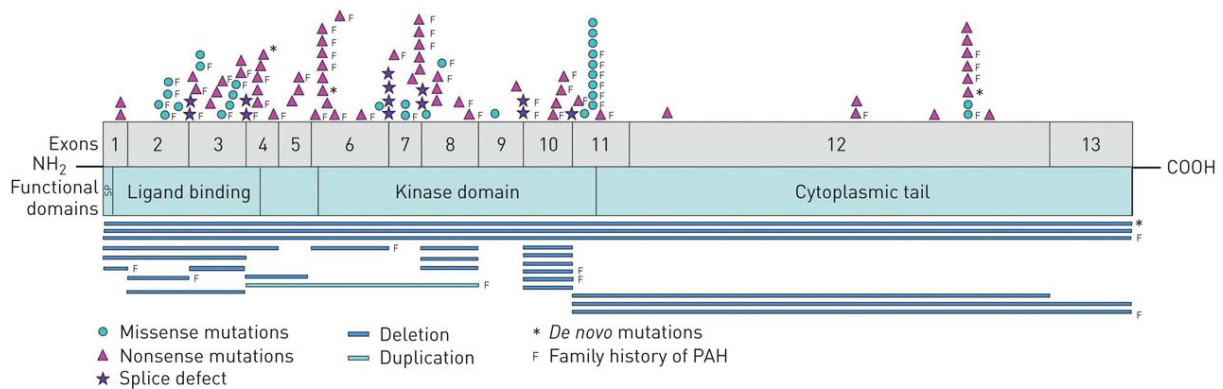 Exons 1 2 3 4 5 6 7 8 9 10 11 12 13
NH2 COOH
Functional domains SP Ligand binding Kinase domain Cytoplasmic tail
*
F
F
F
F
F
F
F
F
F
Missense mutations Deletion * De novo mutations
Nonsense mutations Duplication F Family history of PAH
Splice defect